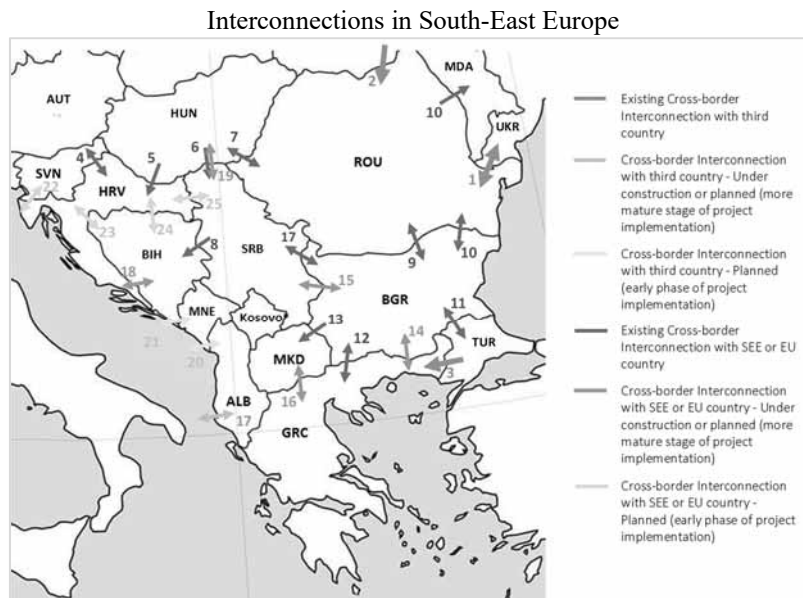 Interconnections in South-East Europe
MDA
2
AUT
10
HUN
UKR
7
6
ROU
4
5
SVN
19
1
22
HRV
25
24
23
8
SRB
17
BIH
9
10
18
15
BGR
MNE
11
Kosovo
13
21
12
14
TUR
20
MKD
3
ALB
16
17
GRC
Existing Cross-border
Interconnection with third
country
Cross-border Interconnection
with third country - Under
construction or planned (more
mature stage of project
implementation)
Cross-border Interconnection
with third country - Planned
(early phase of project
implementation)
Existing Cross-border
Interconnection with SEE or EU
country
Cross-border Interconnection
with SEE or EU country - Under
construction or planned (more
mature stage of project
implementation)
Cross-border Interconnection
with SEE or EU country -
Planned (early phase of project
implementation)